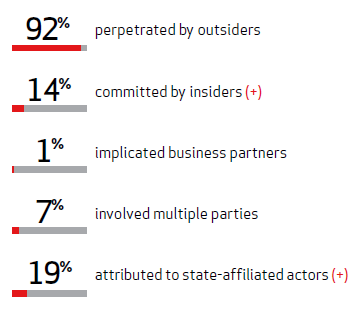 92% perpetrated by outsiders
14% committed by insiders (+)
1% implicated business partners
7% involved multiple parties
19% attributed to state-affiliated actors (+)